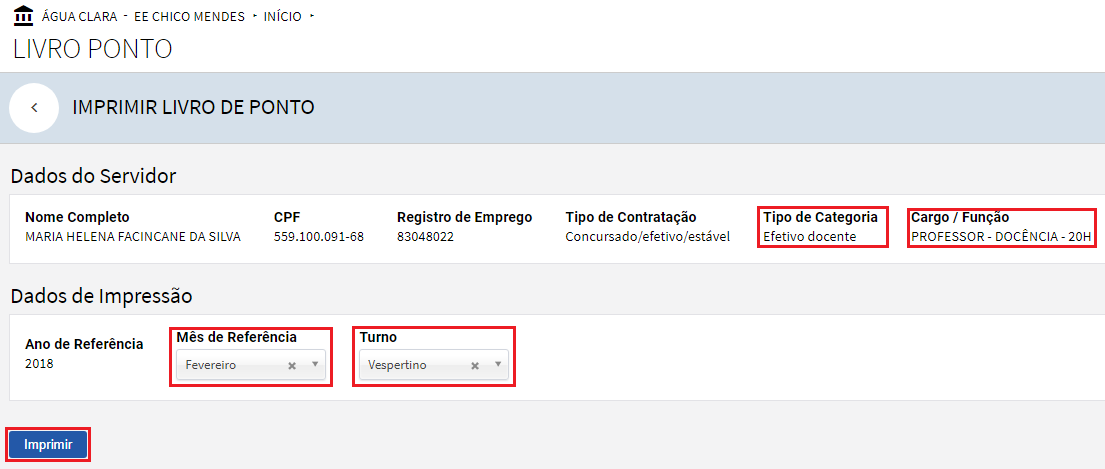 ÁGUA CLARA - EE CHICO MENDES ‣ INÍCIO ‣
LIVRO PONTO
IMPRIMIR LIVRO DE PONTO
Dados do Servidor
Nome Completo CPF Registro de Emprego Tipo de Contratação Tipo de Categoria Cargo / Função
MARIA HELENA FACINCANE DA SILVA 559.100.091-68 83048022 Concursado/efetivo/estável Efetivo docente PROFESSOR - DOCÊNCIA - 20H
Dados de Impressão
Ano de Referência Mês de Referência Turno
2018 Fevereiro Vespertino
Imprimir